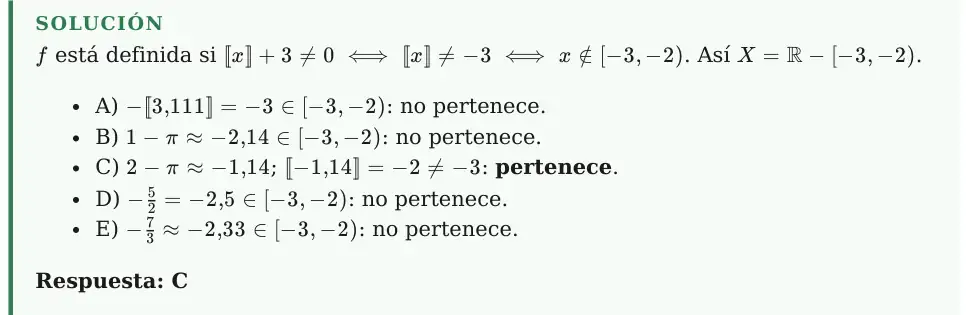 SOLUCIÓN
f está definida si ⟦x⟧ + 3 ≠ 0 ⟺ ⟦x⟧ ≠ −3 ⟺ x ∉ [−3, −2). Así X = ℝ − [−3, −2).
• A) −⟦3,111⟧ = −3 ∈ [−3, −2): no pertenece.
• B) 1 − π ≈ −2,14 ∈ [−3, −2): no pertenece.
• C) 2 − π ≈ −1,14; ⟦−1,14⟧ = −2 ≠ −3: pertenece.
• D) −5/2 = −2,5 ∈ [−3, −2): no pertenece.
• E) −7/3 ≈ −2,33 ∈ [−3, −2): no pertenece.
Respuesta: C